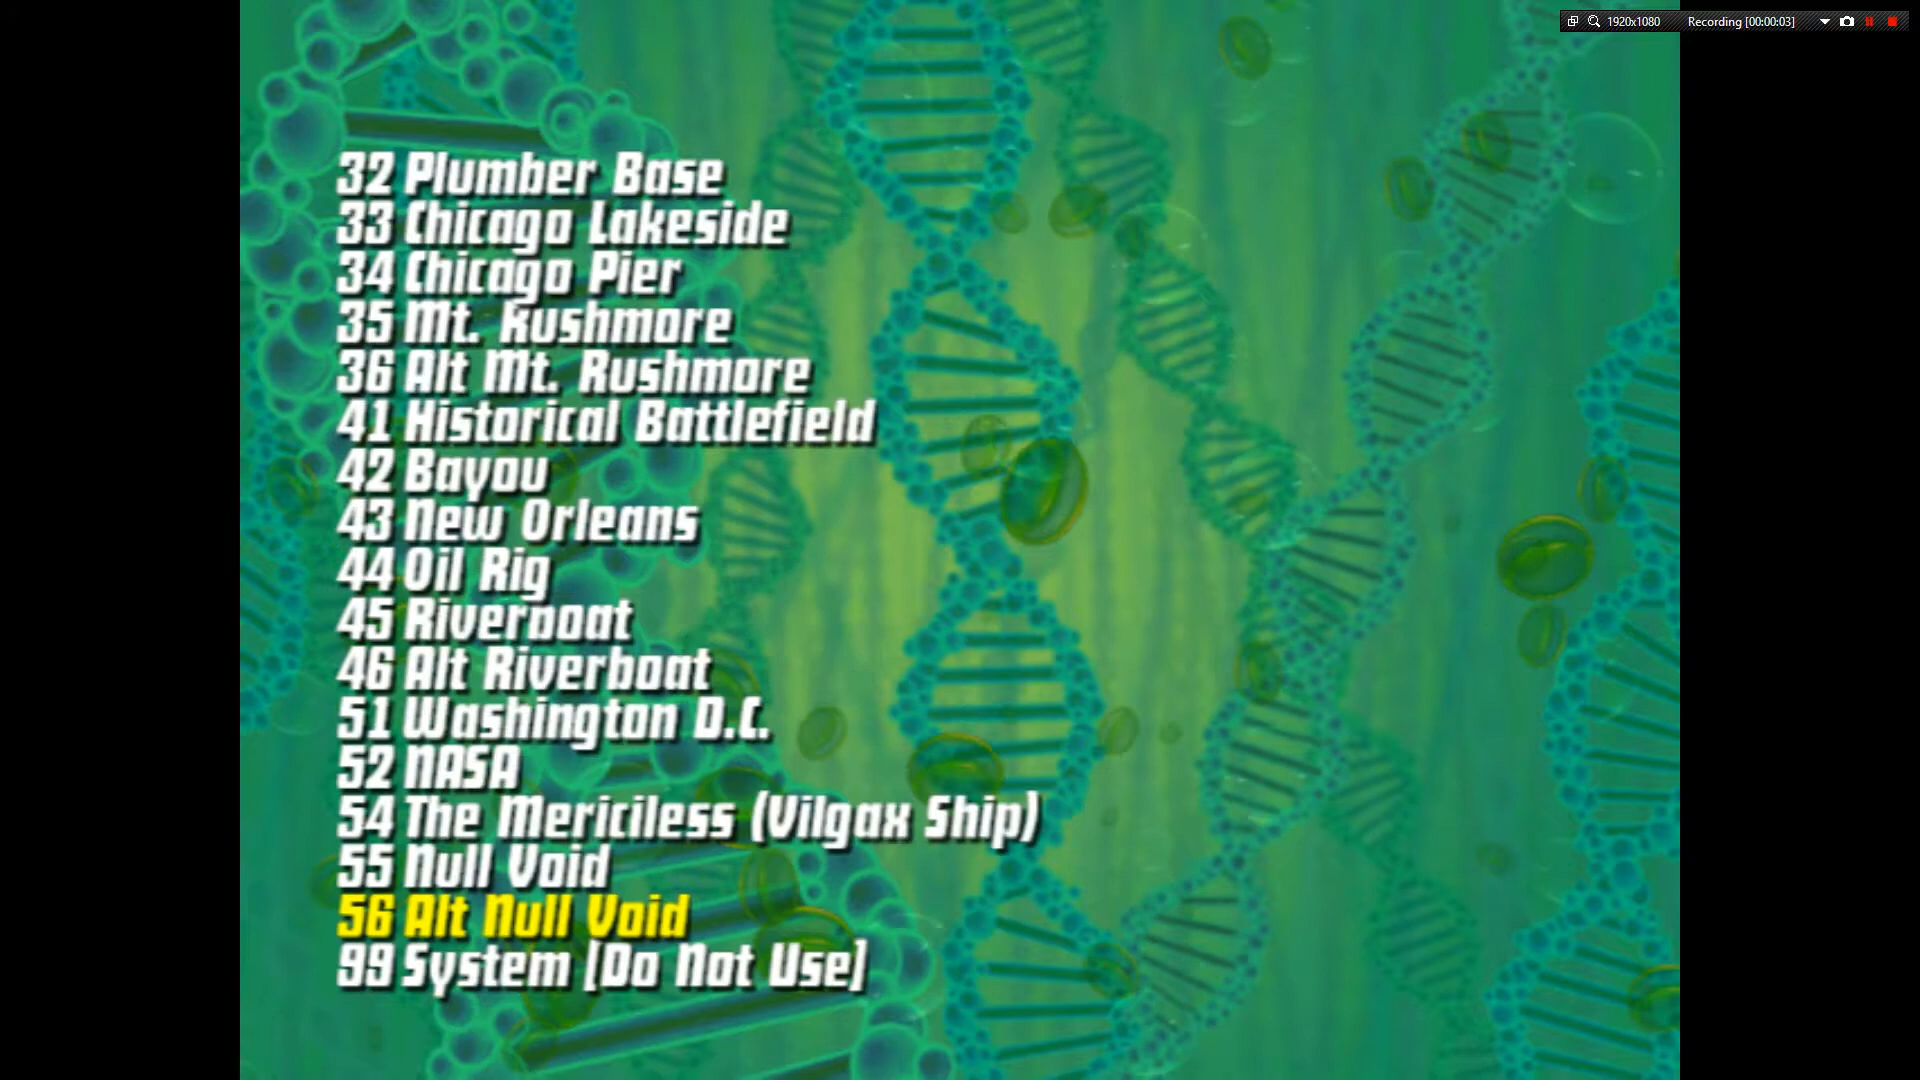 1920x1080 Recording [00:00:03]
32 Plumber Base
33 Chicago Lakeside
34 Chicago Pier
35 Mt. Rushmore
36 Alt Mt. Rushmore
41 Historical Battlefield
42 Bayou
43 New Orleans
44 Oil Rig
45 Riverboat
46 Alt Riverboat
51 Washington D.C.
52 NASA
54 The Mericiless (Vilgax Ship)
55 Null Void
56 Alt Null Void
99 System [Do Not Use]